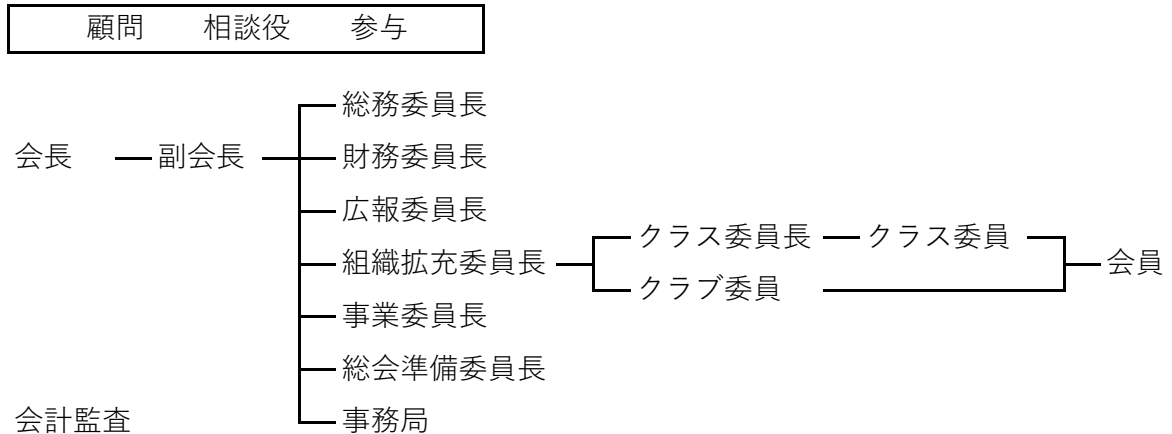 顧問 相談役 参与
総務委員長
会長 副会長 財務委員長
広報委員長
クラス委員長 クラス委員
組織拡充委員長 会員
クラブ委員
事業委員長
総会準備委員長
会計監査 事務局